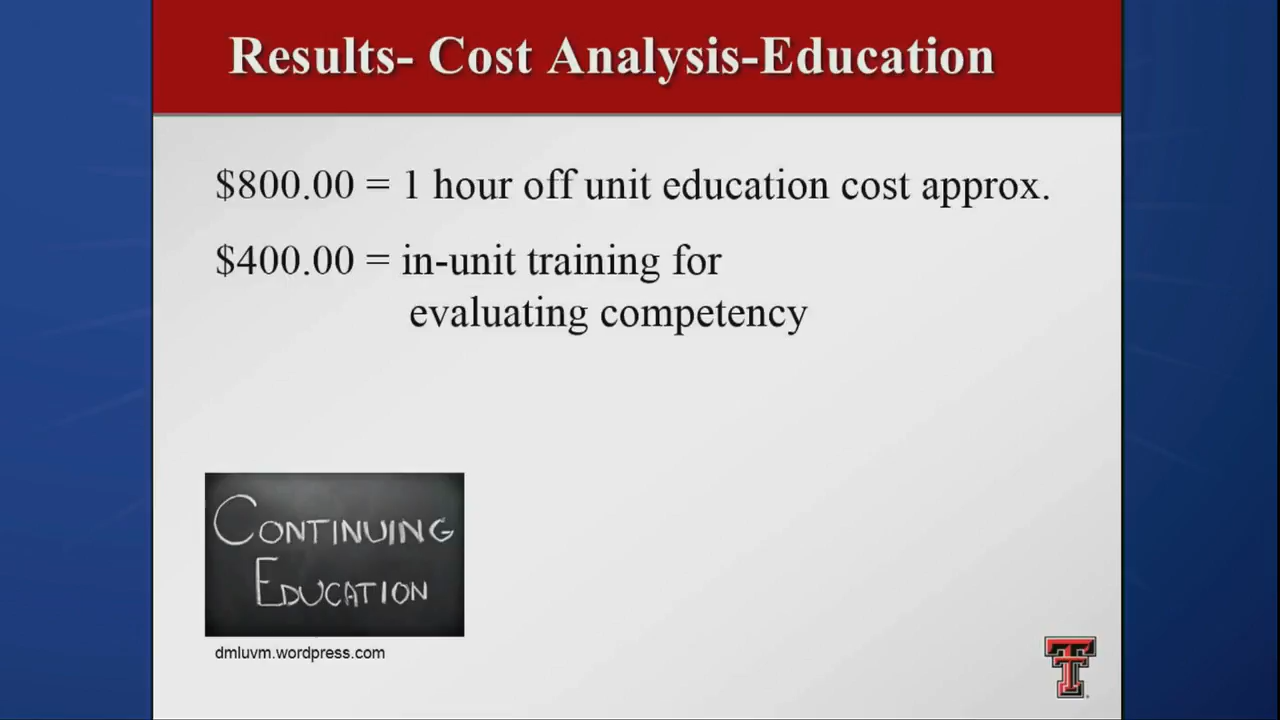 Results- Cost Analysis-Education
$800.00 = 1 hour off unit education cost approx.
$400.00 = in-unit training for
evaluating competency
CONTINUING
EDUCATION
dmluvm.wordpress.com